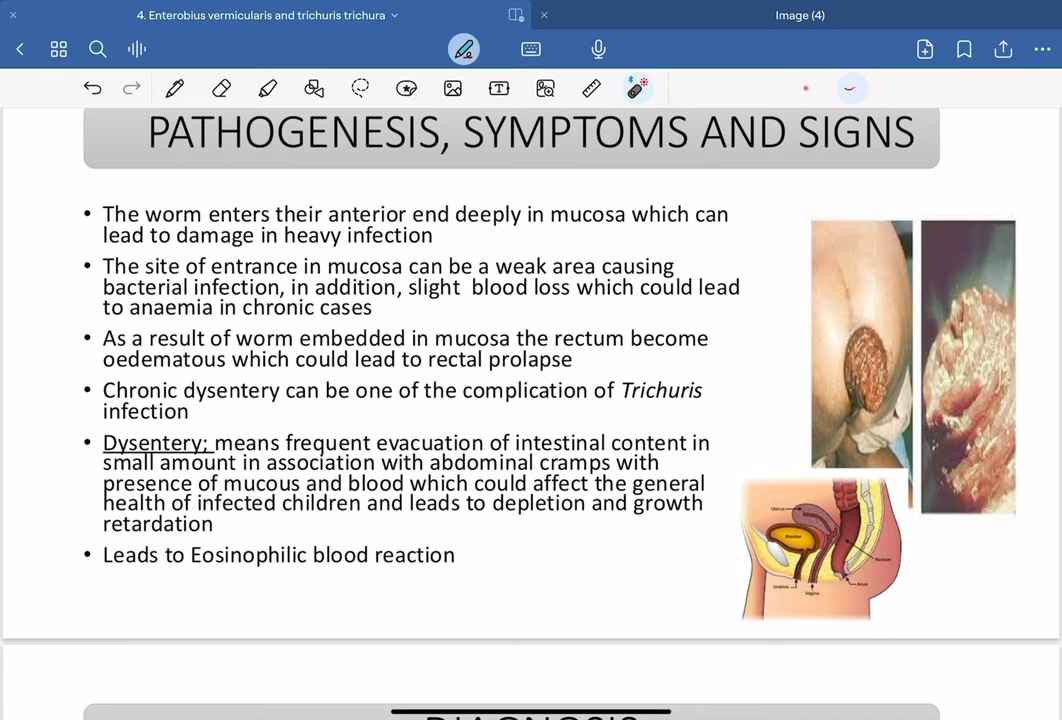 4. Enterobius vermicularis and trichuris trichura
Image (4)
PATHOGENESIS, SYMPTOMS AND SIGNS
• The worm enters their anterior end deeply in mucosa which can
lead to damage in heavy infection
• The site of entrance in mucosa can be a weak area causing
bacterial infection, in addition, slight blood loss which could lead
to anaemia in chronic cases
• As a result of worm embedded in mucosa the rectum become
oedematous which could lead to rectal prolapse
• Chronic dysentery can be one of the complication of Trichuris
infection
• Dysentery; means frequent evacuation of intestinal content in
small amount in association with abdominal cramps with
presence of mucous and blood which could affect the general
health of infected children and leads to depletion and growth
retardation
• Leads to Eosinophilic blood reaction
Uterus
Bladder
Rectum
Urethra
Vagina
Anus
DIAGNOSIS